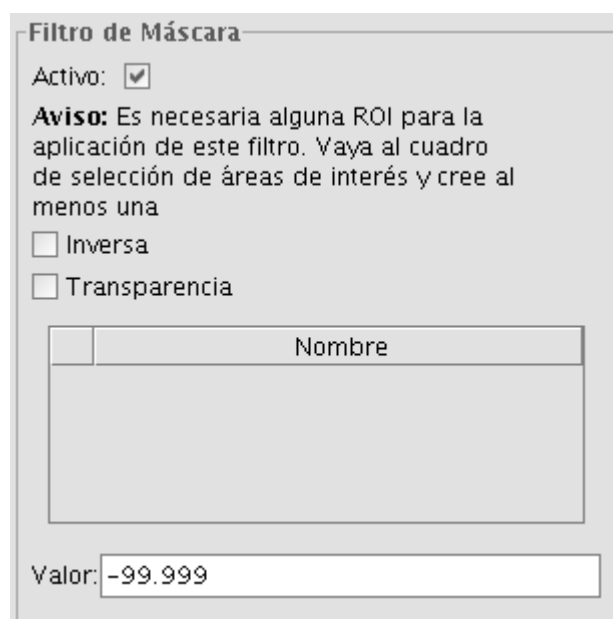 Filtro de Máscara
Activo:
Aviso: Es necesaria alguna ROI para la
aplicación de este filtro. Vaya al cuadro
de selección de áreas de interés y cree al
menos una
Inversa
Transparencia
Nombre
Valor: -99.999